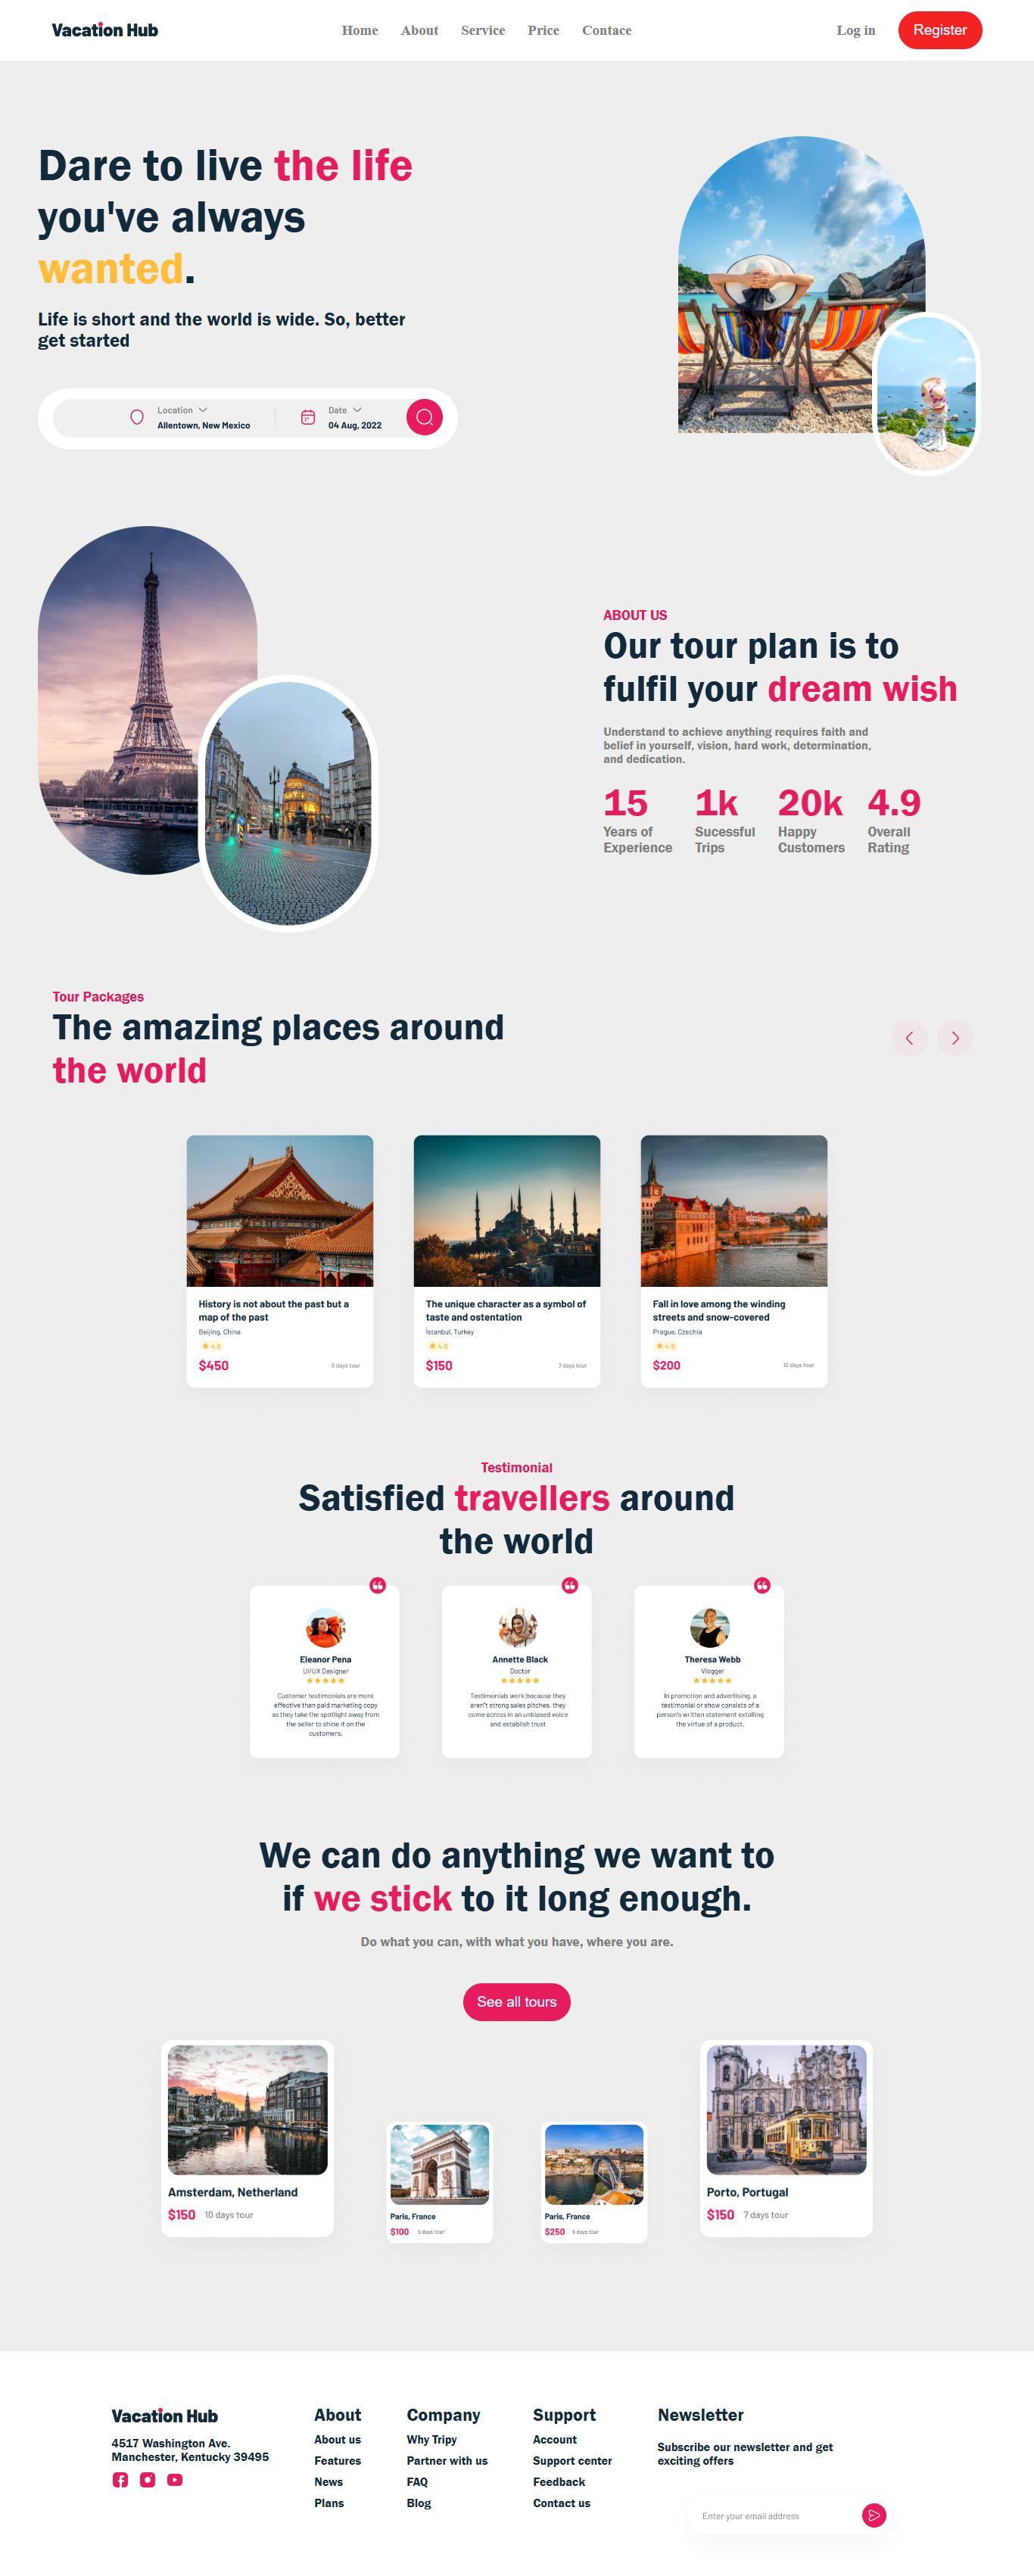 Vacation Hub
Home About Service Price Contace
Log in
Register
Dare to live the life
you've always
wanted.
Life is short and the world is wide. So, better
get started
Location
Allentown, New Mexico
Date
04 Aug, 2022
ABOUT US
Our tour plan is to
fulfil your dream wish
Understand to achieve anything requires faith and
belief in yourself, vision, hard work, determination,
and dedication.
15
Years of
Experience
1k
Sucessful
Trips
20k
Happy
Customers
4.9
Overall
Rating
Tour Packages
The amazing places around
the world
History is not about the past but a
map of the past
Beijing, China
4.9
$450
5 days tour
The unique character as a symbol of
taste and ostentation
İstanbul, Turkey
4.9
$150
7 days tour
Fall in love among the winding
streets and snow-covered
Prague, Czechia
4.9
$200
10 days tour
Testimonial
Satisfied travellers around
the world
Eleanor Pena
UI/UX Designer
Customer testimonials are more
effective than paid marketing copy
as they take the spotlight away from
the seller to shine it on the
customers.
Annette Black
Doctor
Testimonials work because they
aren"t strong sales pitches, they
come across in an unbiased voice
and establish trust
Theresa Webb
Vlogger
In promotion and advertising, a
testimonial or show consists of a
person's written statement extolling
the virtue of a product.
We can do anything we want to
if we stick to it long enough.
Do what you can, with what you have, where you are.
See all tours
Amsterdam, Netherland
$150 10 days tour
Paris, France
$100 5 days tour
Paris, France
$250 6 days tour
Porto, Portugal
$150 7 days tour
Vacation Hub
4517 Washington Ave.
Manchester, Kentucky 39495
About
About us
Features
News
Plans
Company
Why Tripy
Partner with us
FAQ
Blog
Support
Account
Support center
Feedback
Contact us
Newsletter
Subscribe our newsletter and get
exciting offers
Enter your email address